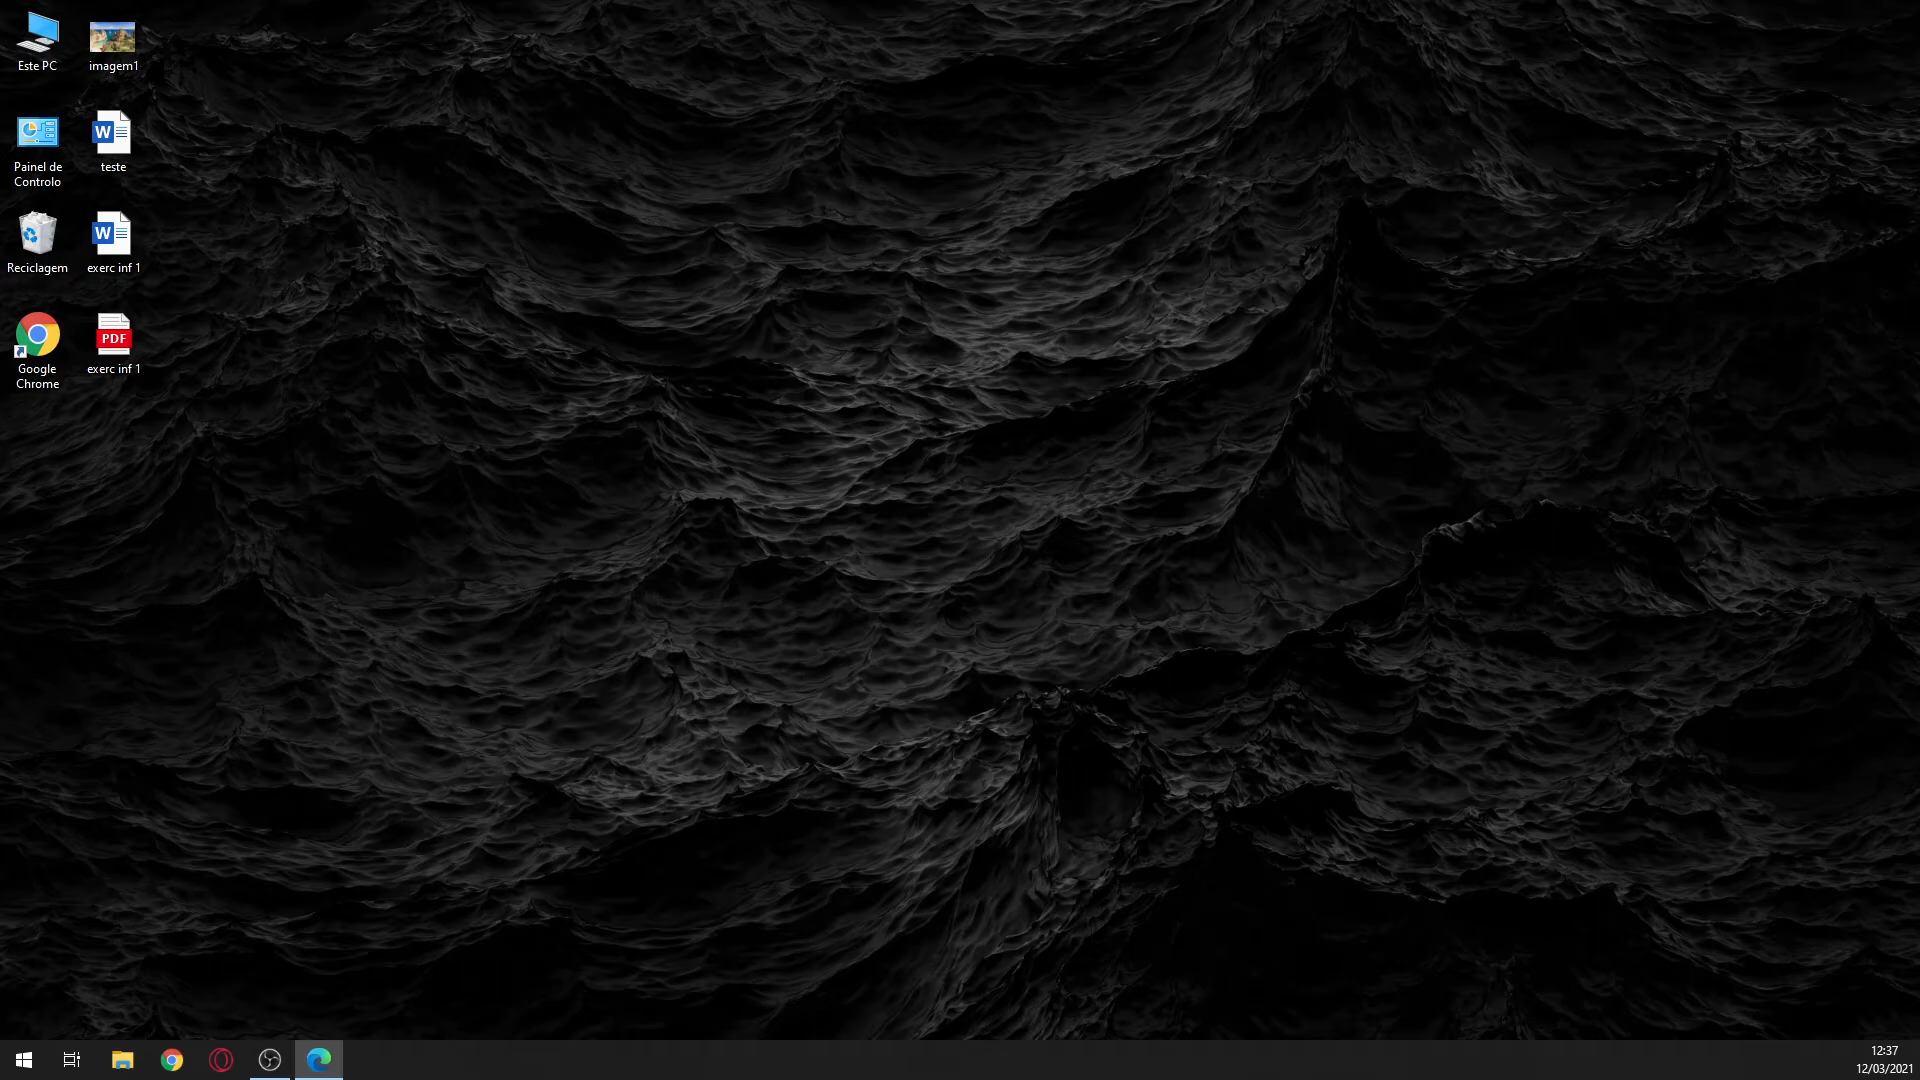 Este PC
imagem1
Painel de
Controlo
W
teste
Reciclagem
W
exerc inf 1
Google
Chrome
PDF
exerc inf 1
12:37
12/03/2021